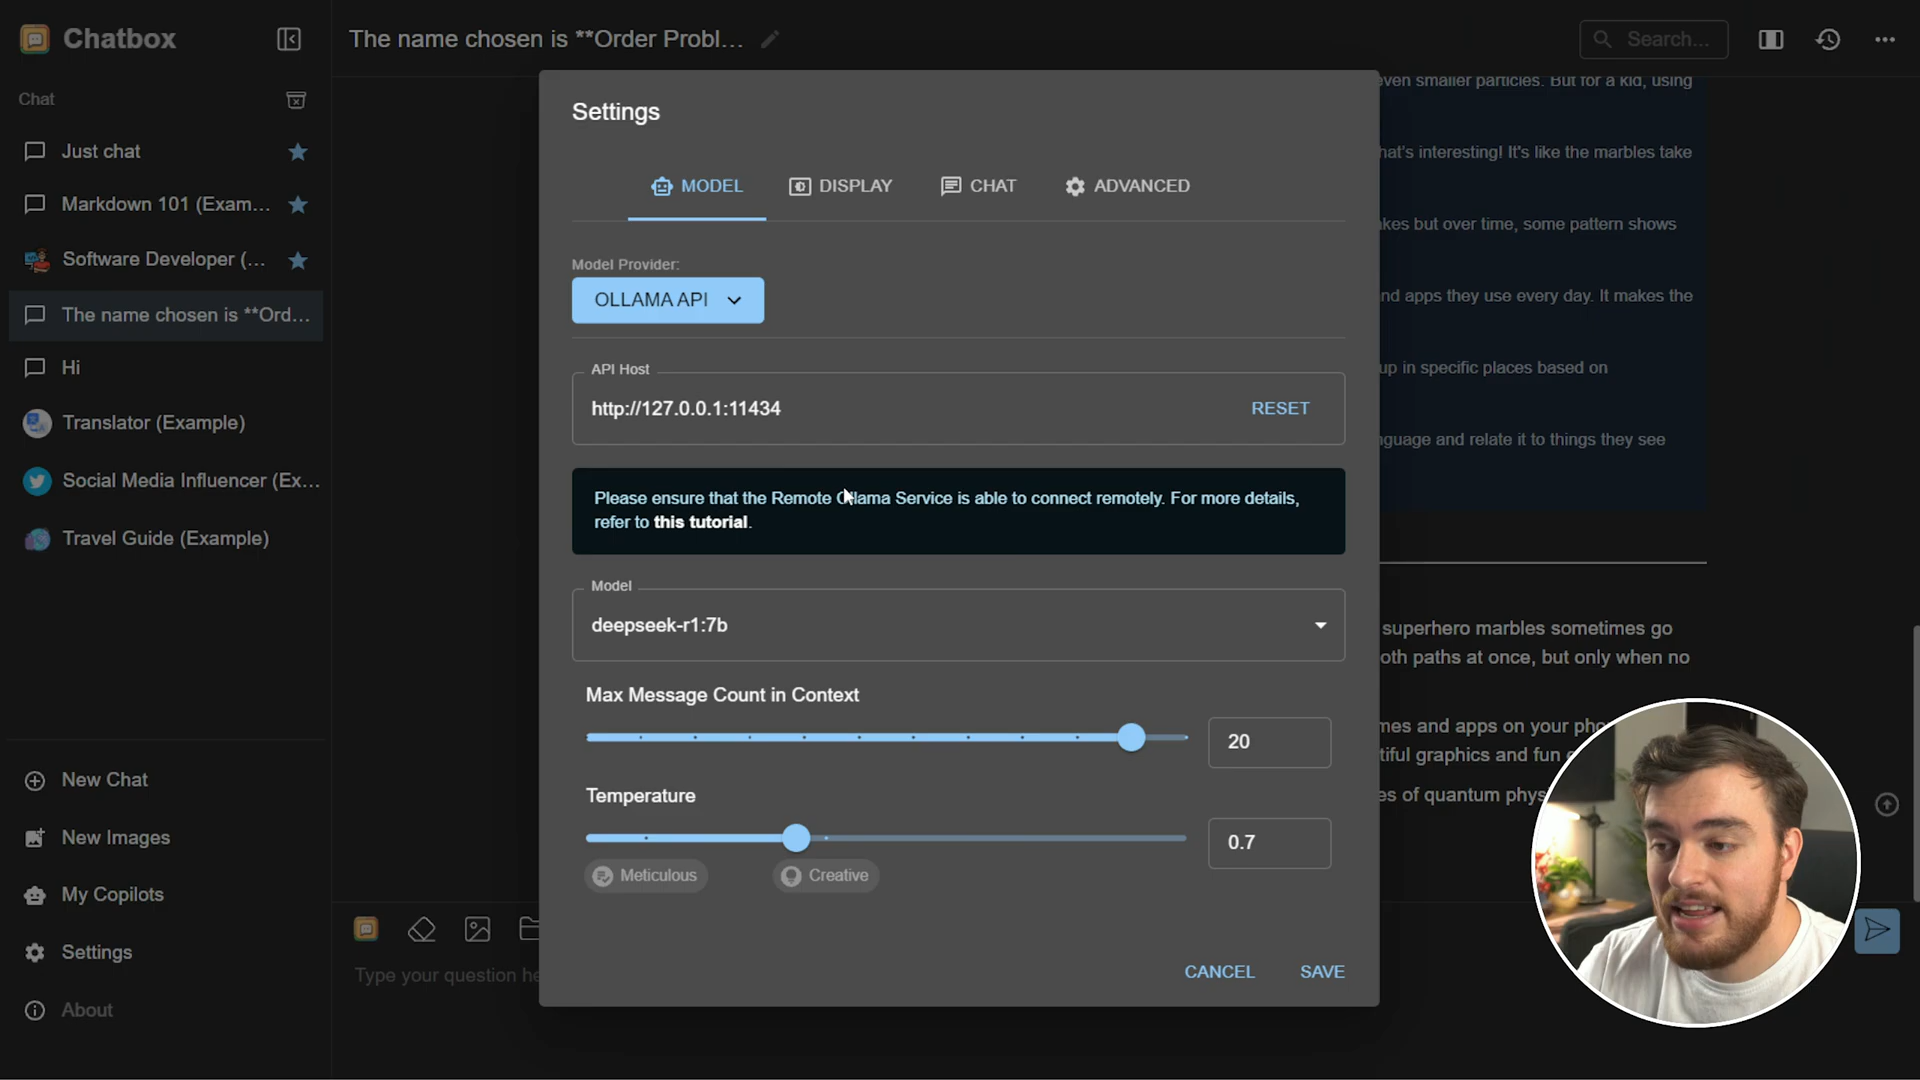 Chatbox
The name chosen is **Order Probl...
Search...
Chat
Just chat
Markdown 101 (Exam...
Software Developer (...
The name chosen is **Ord...
Hi
Translator (Example)
Social Media Influencer (Ex...
Travel Guide (Example)
New Chat
New Images
My Copilots
Settings
About
Settings
MODEL
DISPLAY
CHAT
ADVANCED
Model Provider:
OLLAMA API
API Host
http://127.0.0.1:11434
RESET
Please ensure that the Remote Ollama Service is able to connect remotely. For more details,
refer to this tutorial.
Model
deepseek-r1:7b
Max Message Count in Context
20
Temperature
0.7
Meticulous
Creative
CANCEL
SAVE
even smaller particles. But for a kid, using
hat's interesting! It's like the marbles take
kes but over time, some pattern shows
nd apps they use every day. It makes the
up in specific places based on
nguage and relate it to things they see
superhero marbles sometimes go
oth paths at once, but only when no
mes and apps on your pho
tiful graphics and fun
es of quantum phys
Type your question he